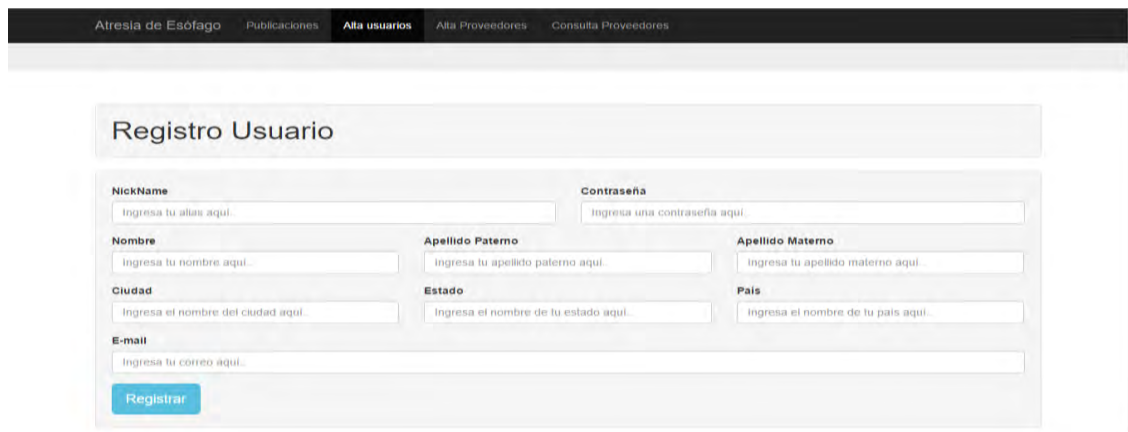 Atresia de Esófago Publicaciones Alta usuarios Alta Proveedores Consulta Proveedores
Registro Usuario
NickName Contraseña
Ingresa tu alias aquí.. Ingresa una contraseña aquí.
Nombre Apellido Paterno Apellido Materno
Ingresa tu nombre aquí.. Ingresa tu apellido paterno aquí.. Ingresa tu apellido materno aquí..
Ciudad Estado País
Ingresa el nombre del ciudad aquí.. Ingresa el nombre de tu estado aquí.. Ingresa el nombre de tu país aquí..
E-mail
Ingresa tu correo aquí..
Registrar